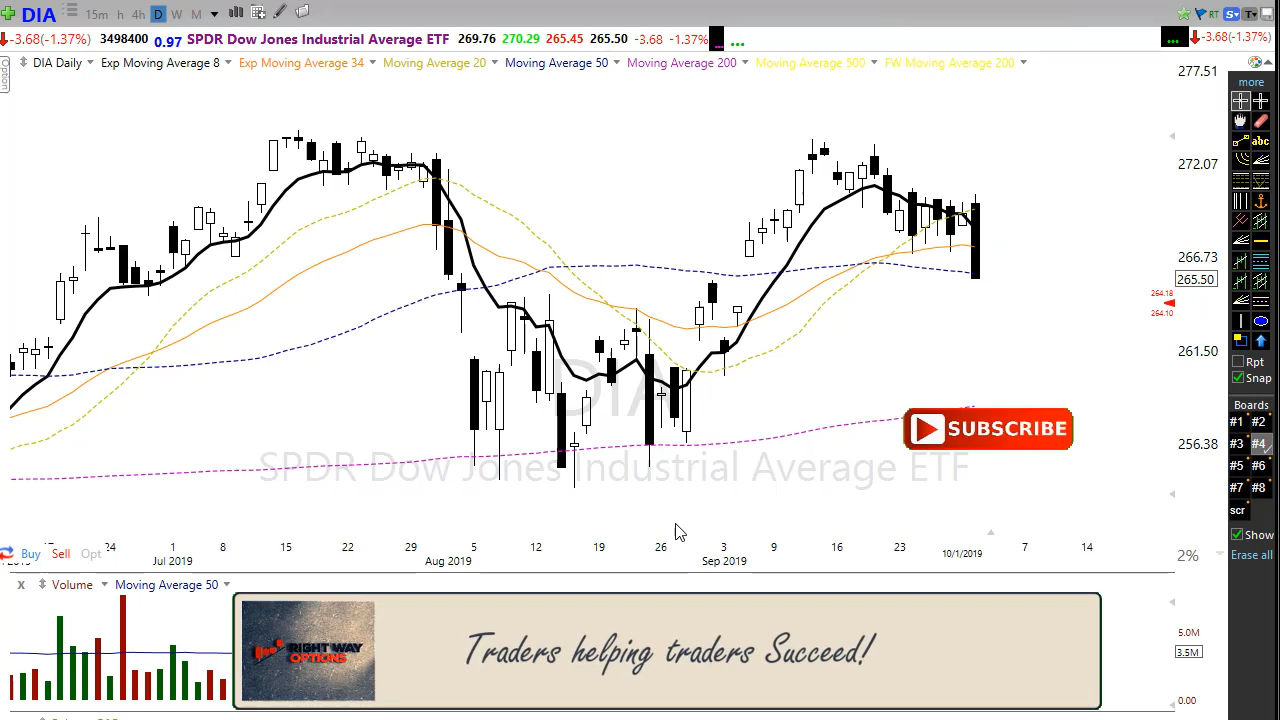 DIA 15m h 4h D W M RT S T
-3.68(-1.37%) 3498400 0.97 SPDR Dow Jones Industrial Average ETF 269.76 270.29 265.45 265.50 -3.68 -1.37% ... ... -3.68(-1.37%)
Option
DIA Daily Exp Moving Average 8 Exp Moving Average 34 Moving Average 20 Moving Average 50 Moving Average 200 Moving Average 500 FW Moving Average 200
277.51
272.07
266.73
265.50
264.18
264.10
261.50
256.38
more
abc
Rpt
Snap
Boards
#1 #2
#3 #4
#5 #6
#7 #8
scr
Show
Erase all
DIA
SPDR Dow Jones Industrial Average ETF
SUBSCRIBE
24 1 8 15 22 29 5 12 19 26 3 9 16 23 10/1/2019 7 14
Jul 2019 Aug 2019 Sep 2019
Buy Sell Opt
2%
x Volume Moving Average 50
5.0M
3.5M
0.00
RIGHT WAY
OPTIONS
Traders helping traders Succeed!